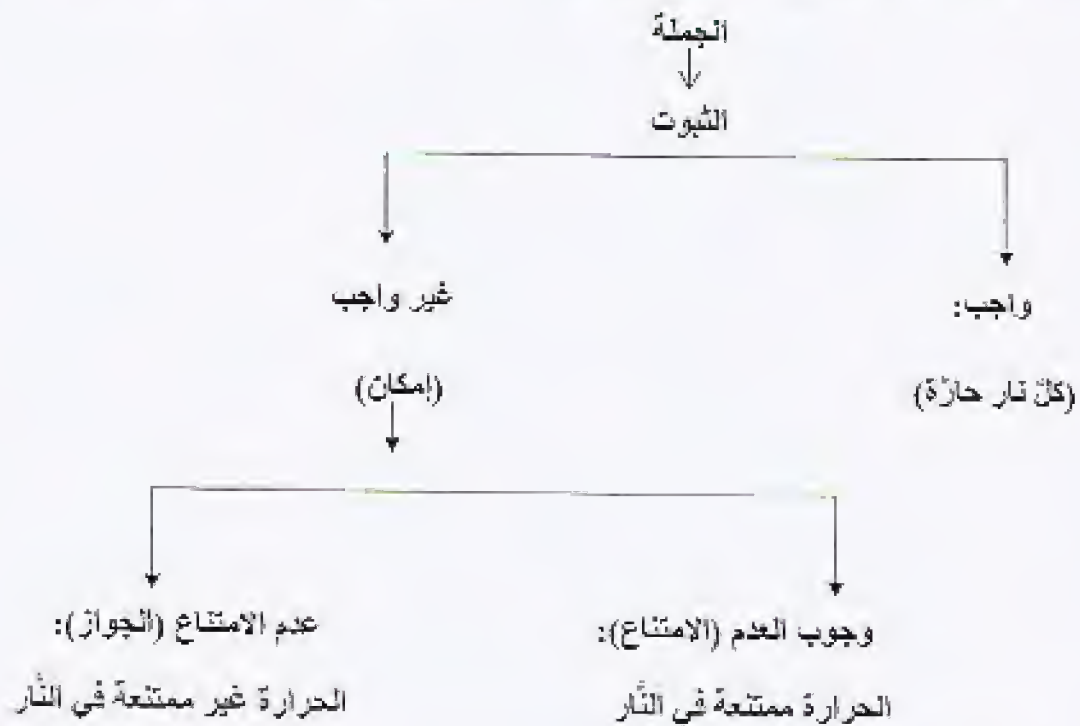 الجملة
الثبوت
واجب:
(كلّ نار حارّة)
غير واجب
(إمكان)
وجوب العدم (الامتناع):
الحرارة ممتنعة في النّار
عدم الامتناع (الجواز):
الحرارة غير ممتنعة في النّار